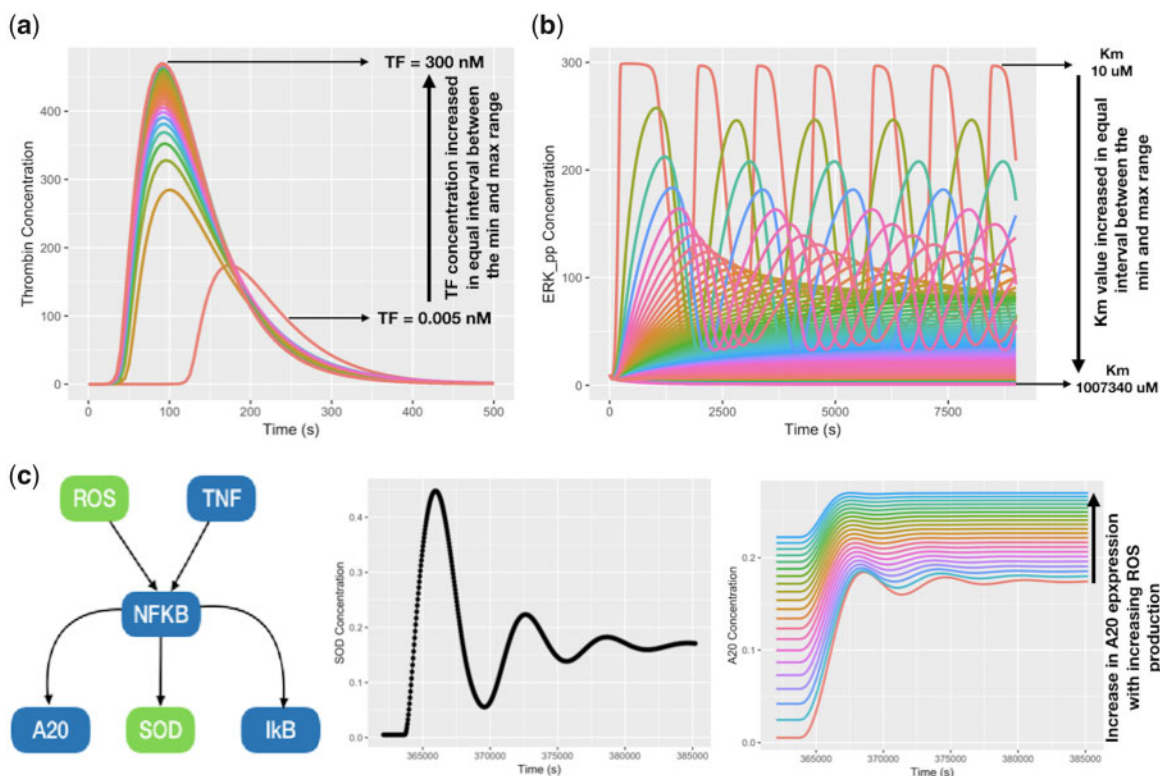 (a)
Thrombin Concentration
400
300
200
100
0
0 100 200 300 400 500
Time (s)
TF = 300 nM
TF concentration increased
in equal interval between
the min and max range
TF = 0.005 nM
(b)
ERK_pp Concentration
300
200
100
0
0 2500 5000 7500
Time (s)
Km
10 uM
Km value increased in equal
interval between the
min and max range
Km
1007340 uM
(c)
ROS TNF
NFKB
A20 SOD IkB
SOD Concentration
0.4
0.3
0.2
0.1
0.0
365000 370000 375000 380000 385000
Time (s)
A20 Concentration
0.2
0.1
0.0
365000 370000 375000 380000 385000
Time (s)
Increase in A20 epxpression
with increasing ROS
production